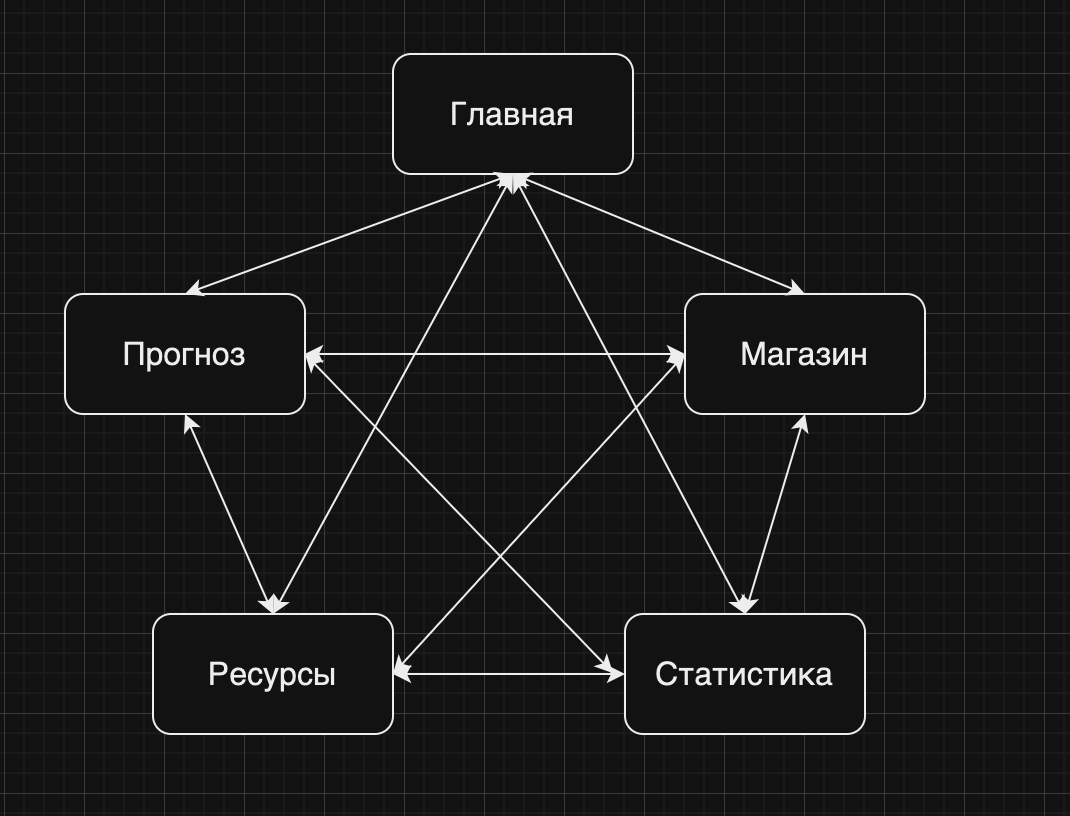 Главная
Прогноз
Магазин
Ресурсы
Статистика